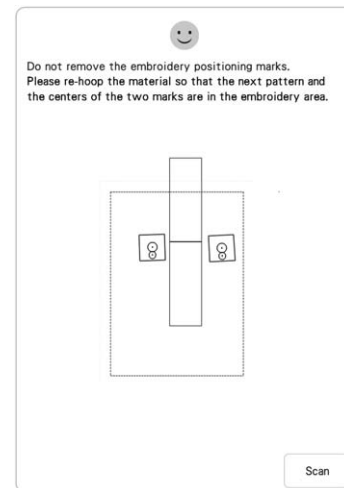 Do not remove the embroidery positioning marks.
Please re-hoop the material so that the next pattern and
the centers of the two marks are in the embroidery area.
Scan